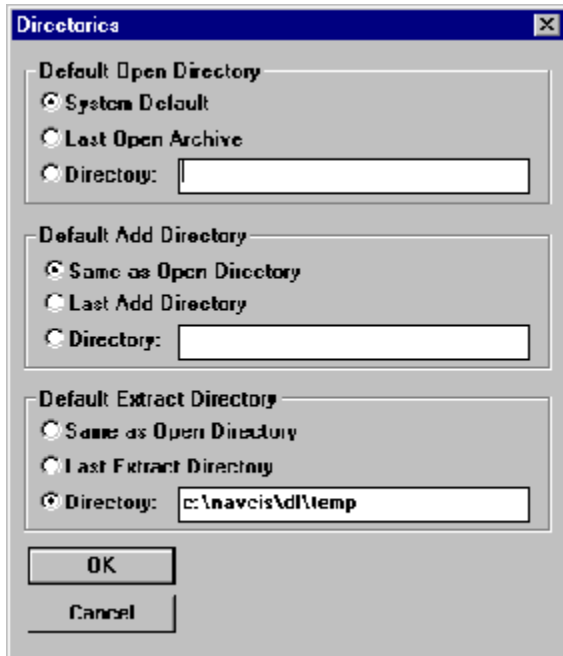 Directories
Default Open Directory
System Default
Last Open Archive
Directory:
Default Add Directory
Same as Open Directory
Last Add Directory
Directory:
Default Extract Directory
Same as Open Directory
Last Extract Directory
Directory: c:\navcis\dl\temp
OK
Cancel